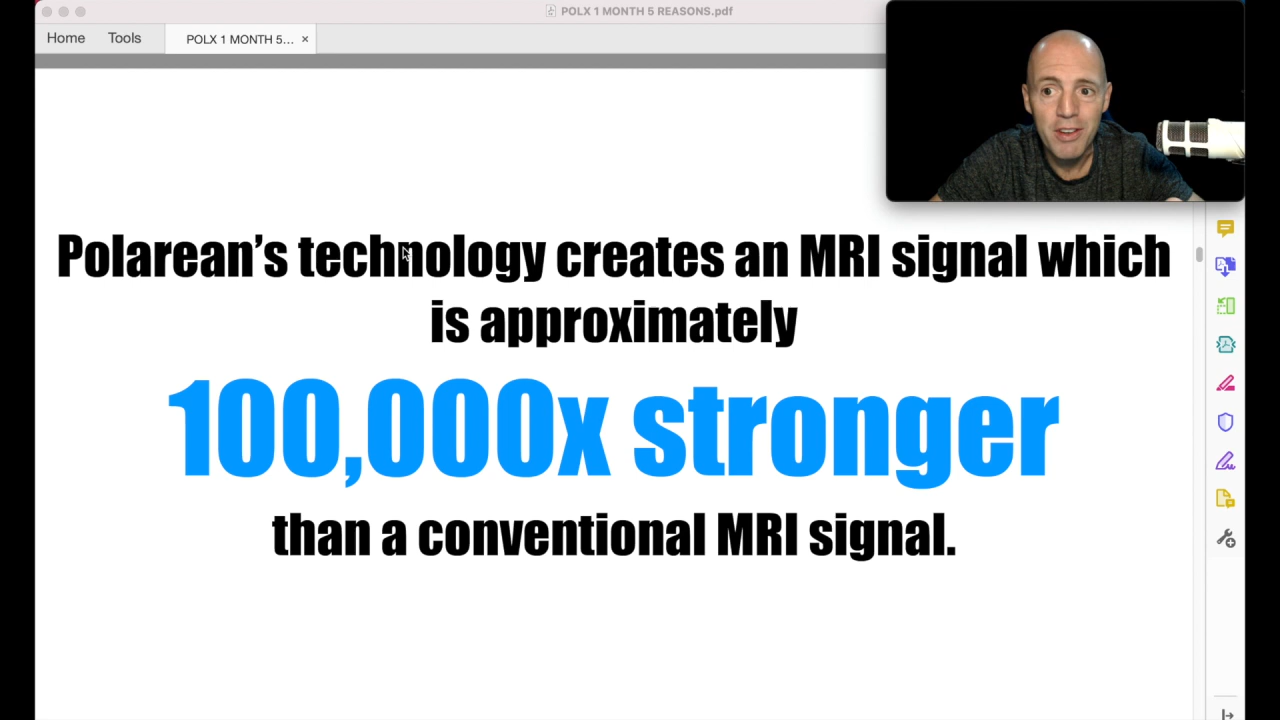 POLX 1 MONTH 5 REASONS.pdf
Home Tools POLX 1 MONTH 5... ×
Polarean’s technology creates an MRI signal which
is approximately
100,000x stronger
than a conventional MRI signal.